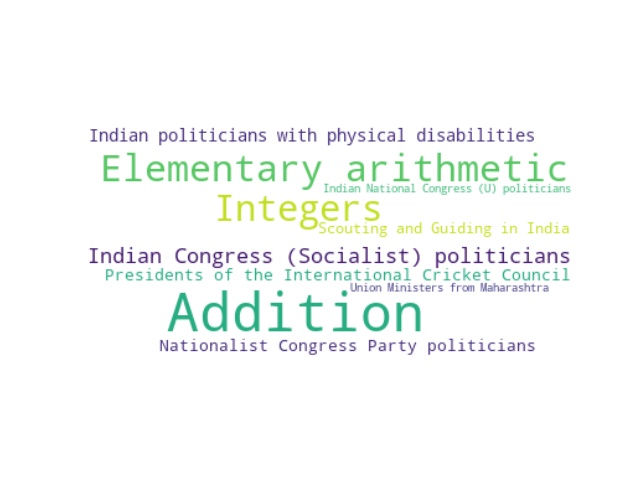 Indian politicians with physical disabilities
Elementary arithmetic
Indian National Congress (U) politicians
Integers
Scouting and Guiding in India
Indian Congress (Socialist) politicians
Presidents of the International Cricket Council
Union Ministers from Maharashtra
Addition
Nationalist Congress Party politicians